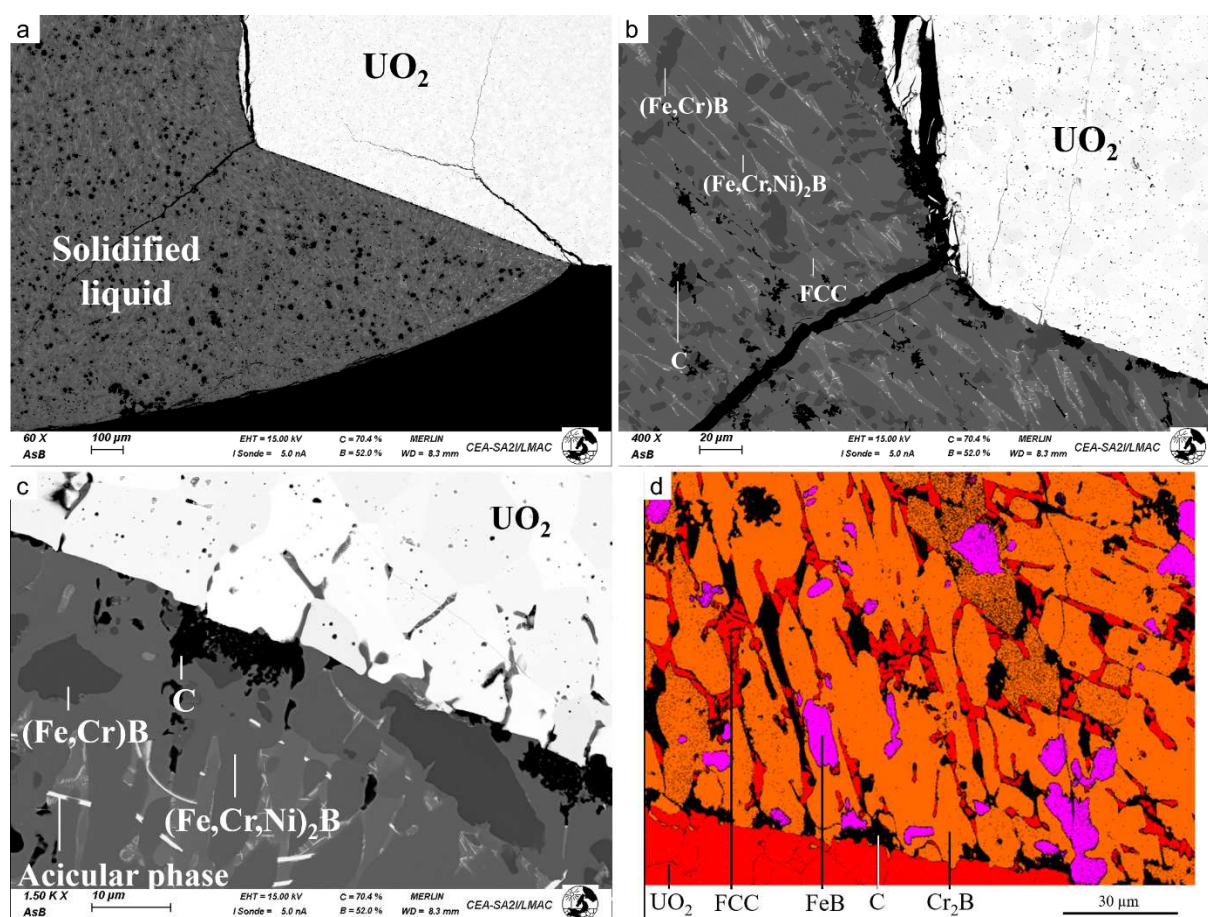 a
UO₂
Solidified
liquid
60 X 100 µm EHT = 15.00 kV C = 70.4 % MERLIN CEA-SA2I/LMAC
AsB I Sonde = 5.0 nA B = 52.0 % WD = 8.3 mm
b
(Fe,Cr)B
UO₂
(Fe,Cr,Ni)₂B
FCC
C
400 X 20 µm EHT = 15.00 kV C = 70.4 % MERLIN CEA-SA2I/LMAC
AsB I Sonde = 5.0 nA B = 52.0 % WD = 8.3 mm
c
UO₂
C
(Fe,Cr)B
(Fe,Cr,Ni)₂B
Acicular phase
1.50 K X 10 µm EHT = 15.00 kV C = 70.4 % MERLIN CEA-SA2I/LMAC
AsB I Sonde = 5.0 nA B = 52.0 % WD = 8.3 mm
d
UO₂ FCC FeB C Cr₂B 30 µm